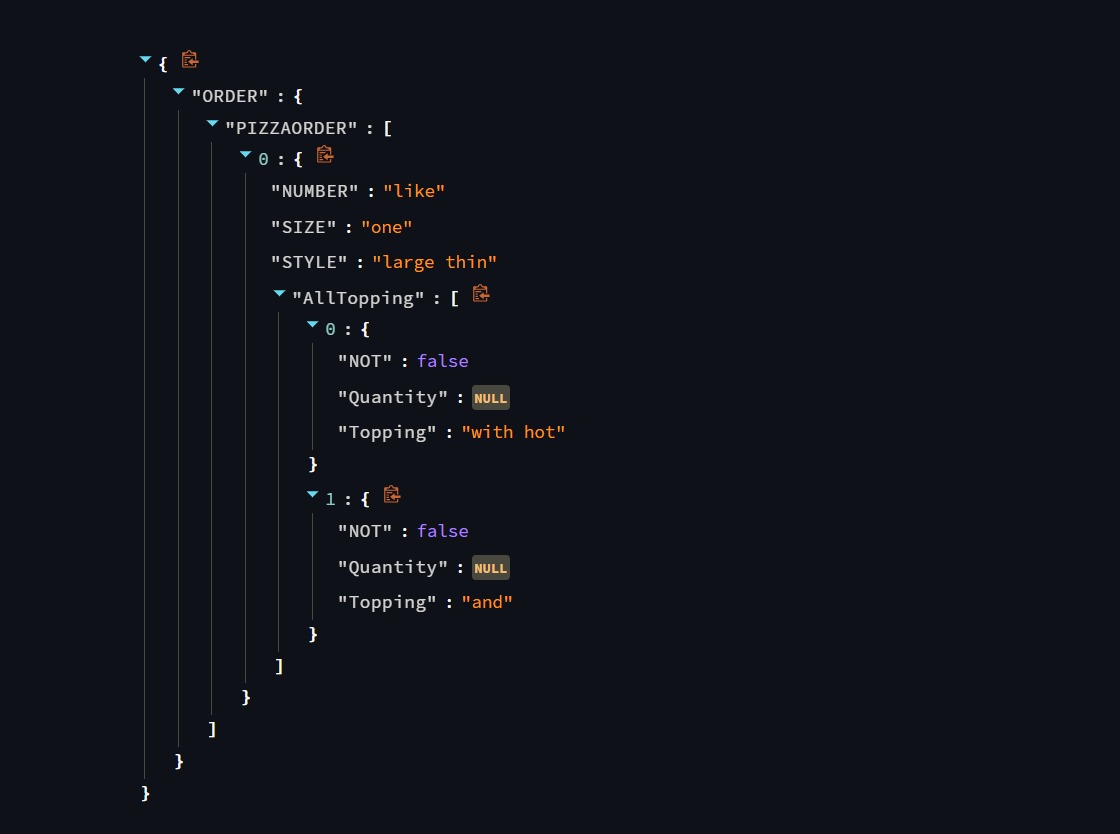 {
"ORDER" : {
"PIZZAORDER" : [
0 : {
"NUMBER" : "like"
"SIZE" : "one"
"STYLE" : "large thin"
"AllTopping" : [
0 : {
"NOT" : false
"Quantity" : NULL
"Topping" : "with hot"
}
1 : {
"NOT" : false
"Quantity" : NULL
"Topping" : "and"
}
]
}
]
}
}